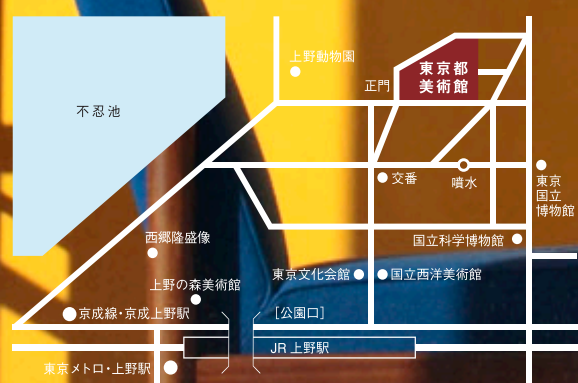 上野動物園
東京都
美術館
正門
不忍池
交番
噴水
東京
国立
博物館
西郷隆盛像
国立科学博物館
上野の森美術館
東京文化会館
国立西洋美術館
京成線・京成上野駅
［公園口］
JR 上野駅
東京メトロ・上野駅